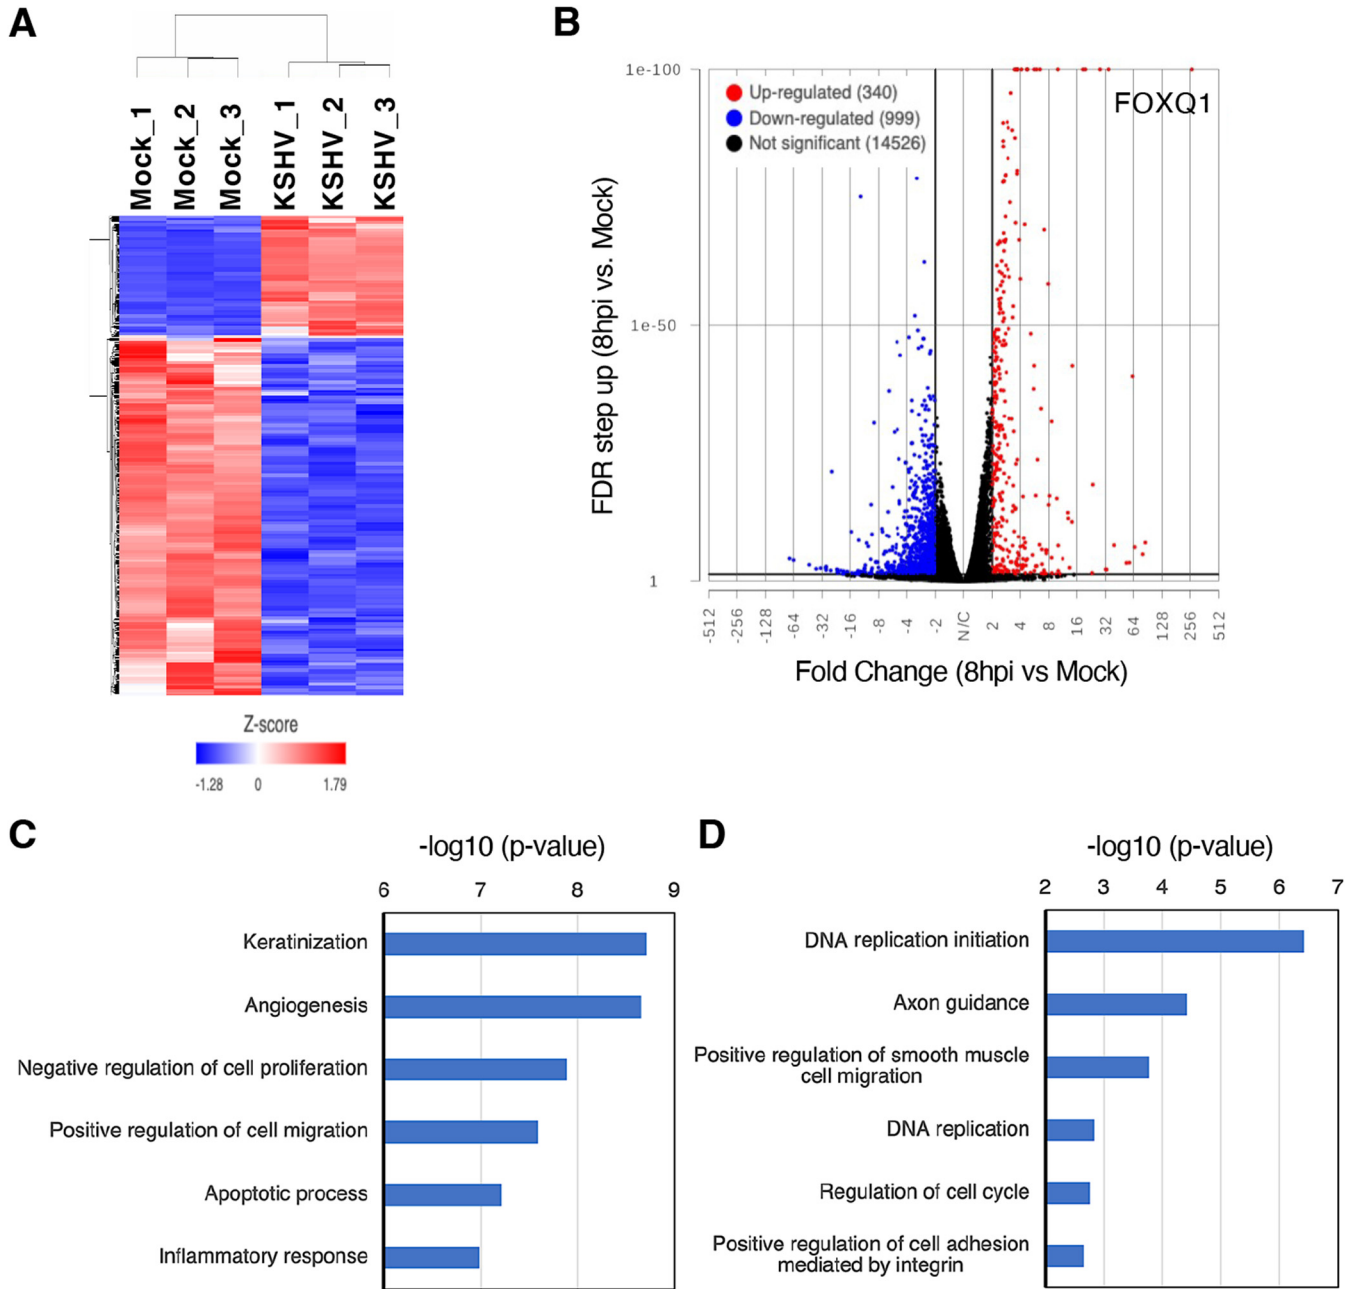 A
Mock_1
Mock_2
Mock_3
KSHV_1
KSHV_2
KSHV_3
Z-score
-1.28 0 1.79
B
FDR step up (8hpi vs. Mock)
1e-100
1e-50
1
Up-regulated (340)
Down-regulated (999)
Not significant (14526)
FOXQ1
-512 -256 -128 -64 -32 -16 -8 -4 -2 N/C 2 4 8 16 32 64 128 256 512
Fold Change (8hpi vs Mock)
C
-log10 (p-value)
6 7 8 9
Keratinization
Angiogenesis
Negative regulation of cell proliferation
Positive regulation of cell migration
Apoptotic process
Inflammatory response
D
-log10 (p-value)
2 3 4 5 6 7
DNA replication initiation
Axon guidance
Positive regulation of smooth muscle
cell migration
DNA replication
Regulation of cell cycle
Positive regulation of cell adhesion
mediated by integrin